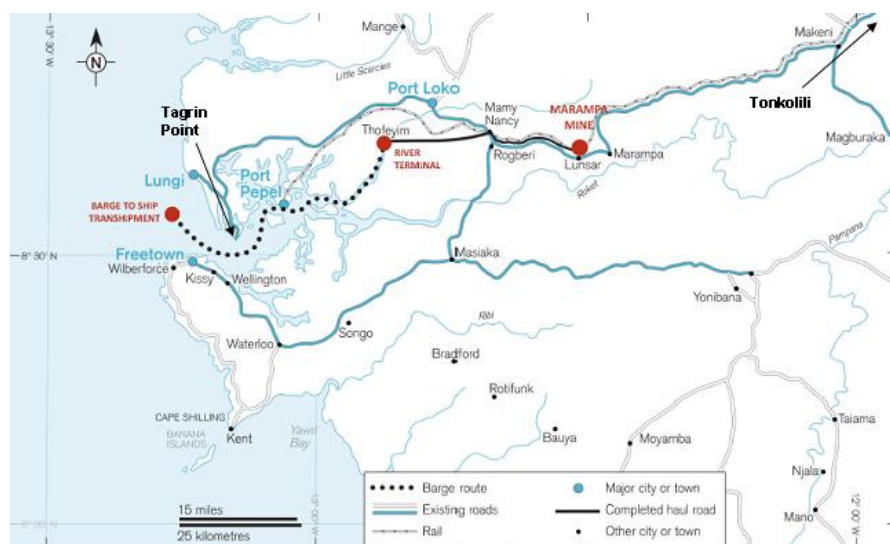 13° 30' W
N
Mange
Makeni
Little Scarcies
Port Loko
Tonkolili
Tagrin
Point
Mamy
Nancy
MARAMPA
MINE
Thofeyim
Magburaka
Lungi
Port
Pepel
RIVER
TERMINAL
Rogberi
Lunsar
Marampa
Rokel
BARGE TO SHIP
TRANSHIPMENT
Pampana
8° 30' N
Freetown
Masiaka
Wilberforce
Kissy
Wellington
Yonibana
Ribi
Songo
Waterloo
Bradford
Rotifunk
CAPE SHILLING
BANANA
ISLANDS
Kent
Yawri
Bay
Bauya
Moyamba
Taiama
Njala
Mano
15 miles
25 kilometres
13° 00' W
12° 00' W
8° 00' N
Barge route
Major city or town
Existing roads
Completed haul road
Rail
Other city or town